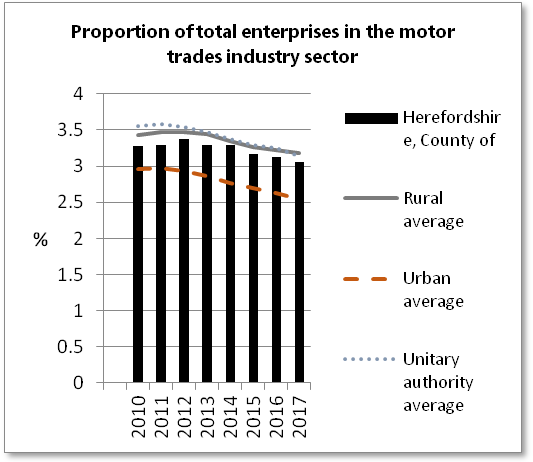 Proportion of total enterprises in the motor
trades industry sector
4
3.5
3
2.5
2
1.5
1
0.5
0
%
2010
2011
2012
2013
2014
2015
2016
2017
Herefordshir
e, County of
Rural
average
Urban
average
Unitary
authority
average